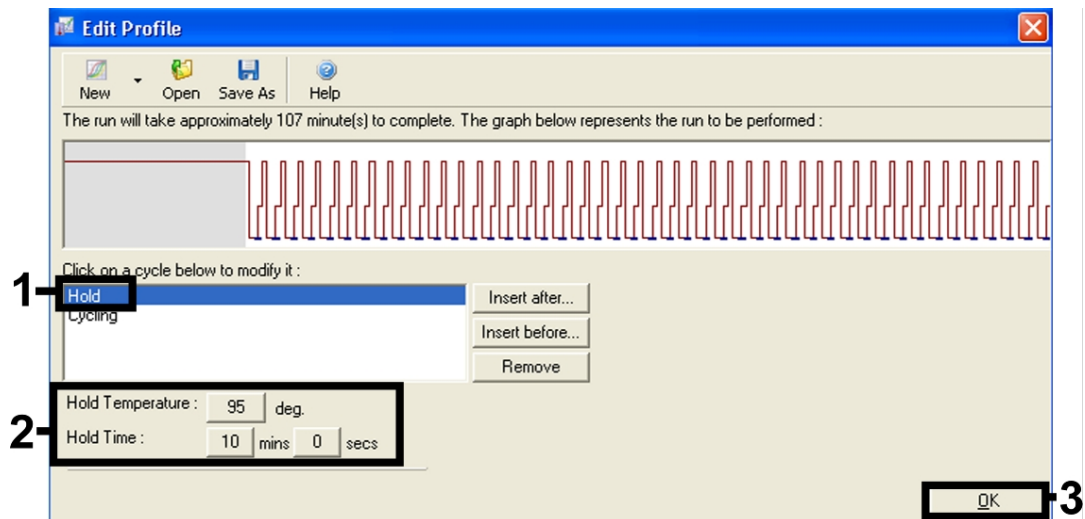 Edit Profile
New Open Save As Help
The run will take approximately 107 minute(s) to complete. The graph below represents the run to be performed :
Click on a cycle below to modify it :
1 Hold Insert after...
Cycling Insert before...
Remove
2
Hold Temperature : 95 deg.
Hold Time : 10 mins 0 secs
OK 3